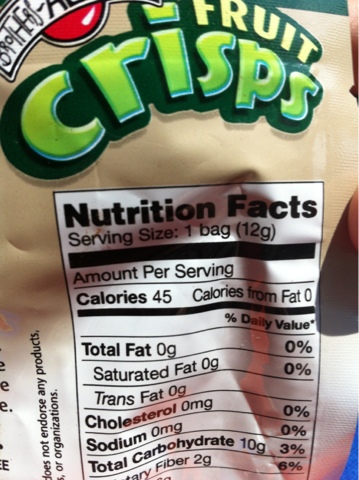 FRUIT
crisps
Nutrition Facts
Serving Size: 1 bag (12g)
Amount Per Serving
Calories 45 Calories from Fat 0
% Daily Value*
Total Fat 0g 0%
Saturated Fat 0g 0%
Trans Fat 0g
Cholesterol 0mg 0%
Sodium 0mg 0%
Total Carbohydrate 10g 3%
tary Fiber 2g 6%
does not endorse any products,
s, or organizations.